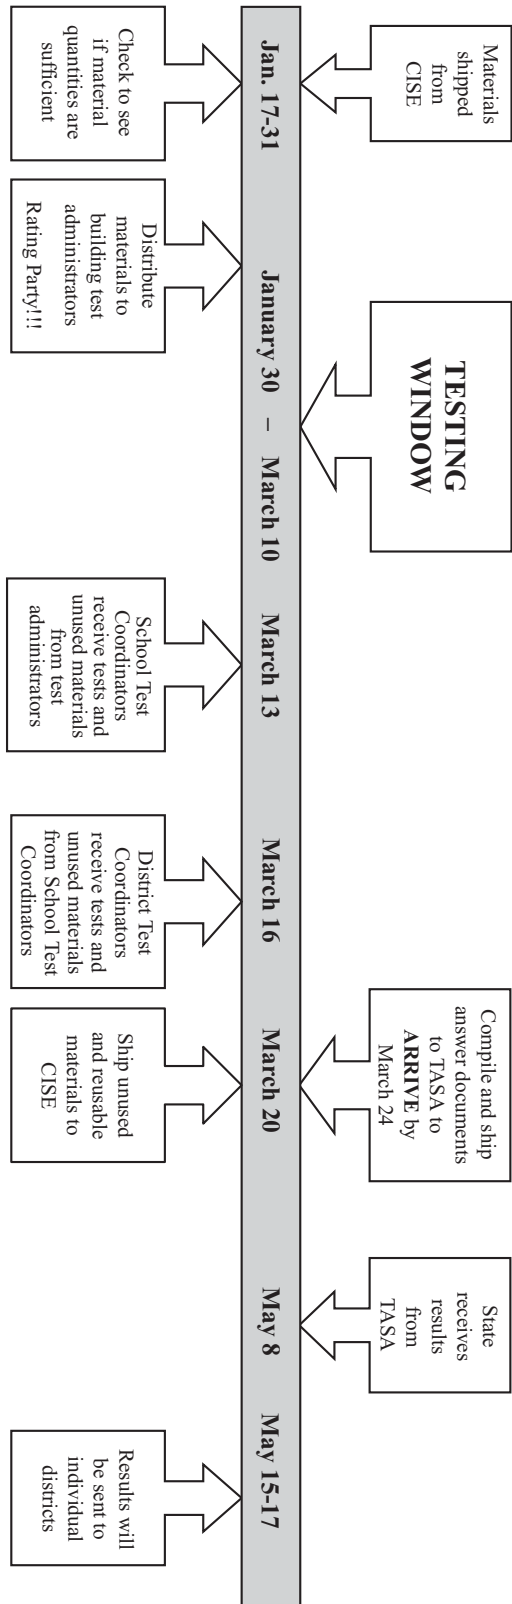 Materials
shipped
from
CISE
TESTING
WINDOW
Compile and ship
answer documents
to TASA to
ARRIVE by
March 24
State
receives
results
from
TASA
Jan. 17-31
January 30 – March 10
March 13
March 16
March 20
May 8
May 15-17
Check to see
if material
quantities are
sufficient
Distribute
materials to
building test
administrators
Rating Party!!!
School Test
Coordinators
receive tests and
unused materials
from test
administrators
District Test
Coordinators
receive tests and
unused materials
from School Test
Coordinators
Ship unused
and reusable
materials to
CISE
Results will
be sent to
individual
districts